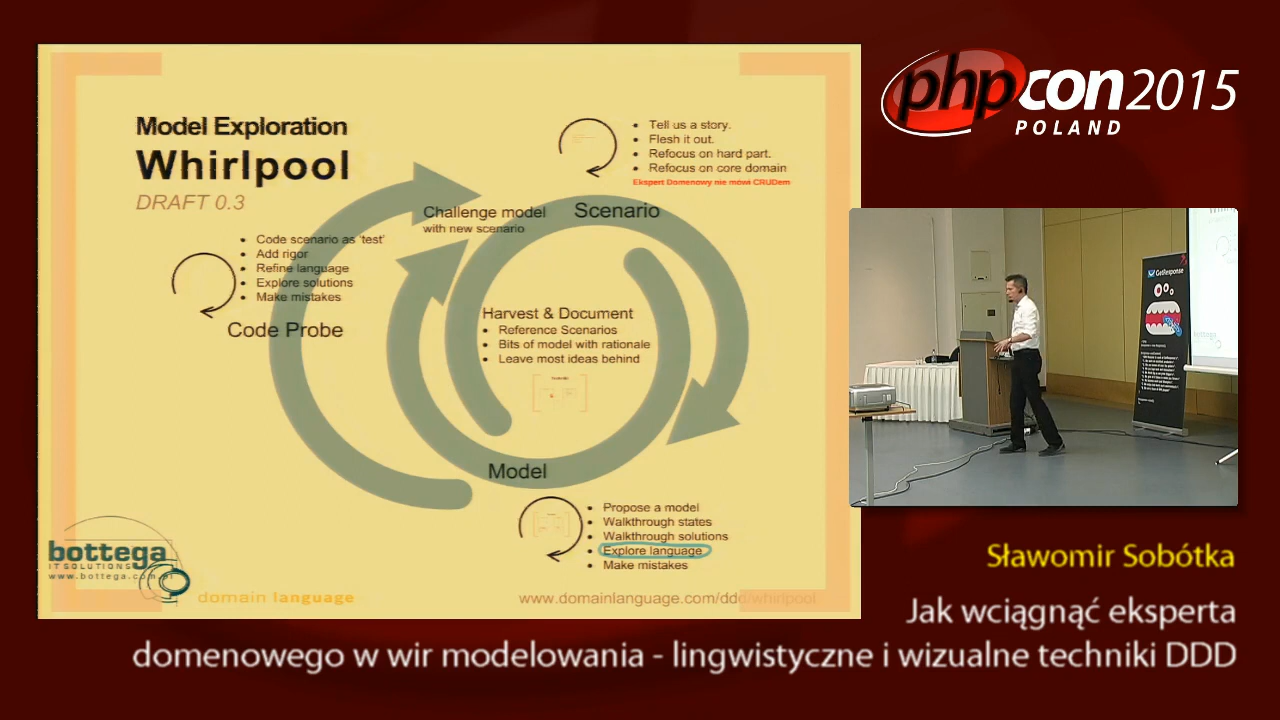 Model Exploration
Whirlpool
DRAFT 0.3
Tell us a story.
Flesh it out.
Refocus on hard part.
Refocus on core domain
Ekspert Domenowy nie mówi CRUDem
Challenge model
with new scenario
Scenario
Code scenario as 'test'
Add rigor
Refine language
Explore solutions
Make mistakes
Code Probe
Harvest & Document
Reference Scenarios
Bits of model with rationale
Leave most ideas behind
Model
Propose a model
Walkthrough states
Walkthrough solutions
Explore language
Make mistakes
bottega
IT SOLUTIONS
www.bottega.com.pl
domain language
www.domainlanguage.com/ddd/whirlpool
phpcon 2015
POLAND
GetResponse
bottega
Sławomir Sobótka
Jak wciągnąć eksperta
domenowego w wir modelowania - lingwistyczne i wizualne techniki DDD